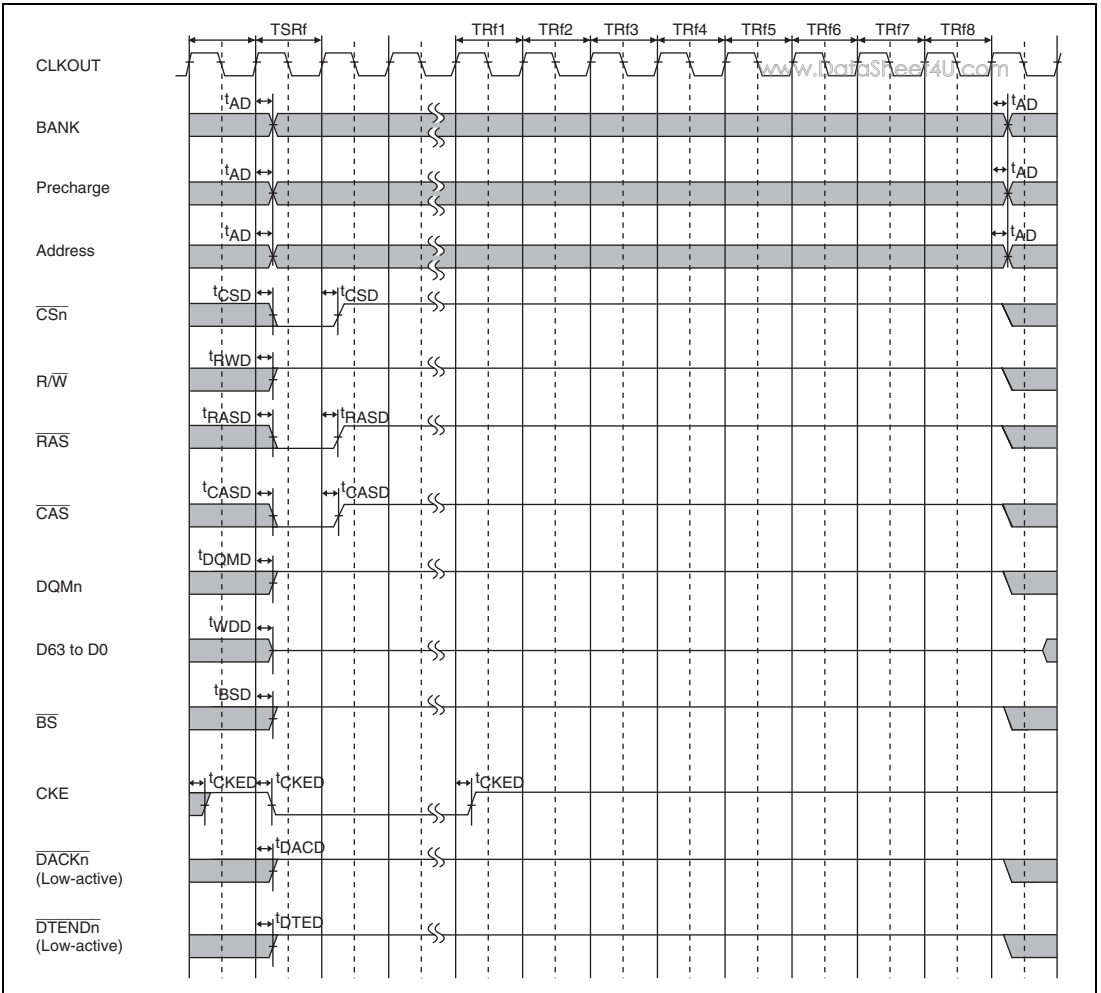 TSRf TRf1 TRf2 TRf3 TRf4 TRf5 TRf6 TRf7 TRf8
CLKOUT
www.DataSheet4U.com
tAD tAD
BANK
tAD tAD
Precharge
tAD tAD
Address
tCSD tCSD
CSn
tRWD
R/W
tRASD tRASD
RAS
tCASD tCASD
CAS
tDQMD
DQMn
tWDD
D63 to D0
tBSD
BS
tCKED tCKED tCKED
CKE
tDACD
DACKn
(Low-active)
tDTED
DTENDn
(Low-active)